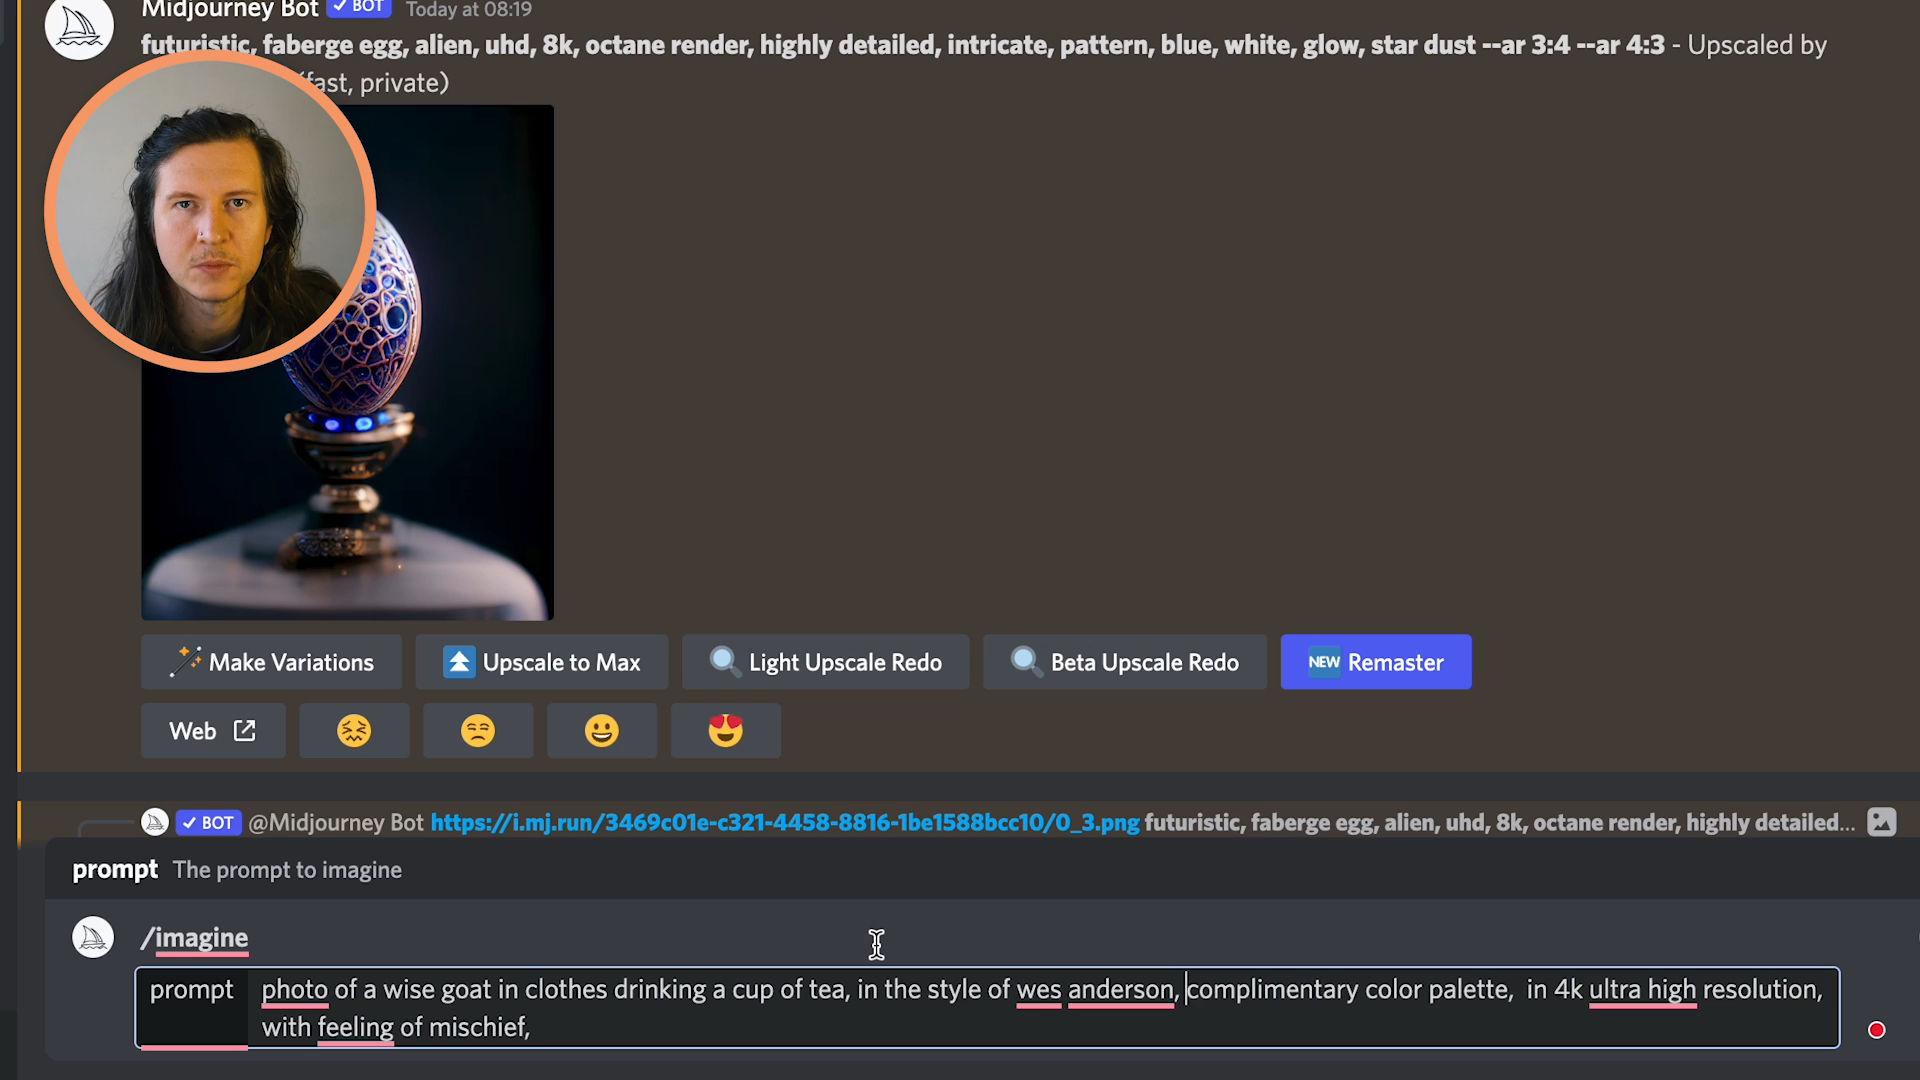 Midjourney Bot ✓ BOT Today at 08:19
futuristic, faberge egg, alien, uhd, 8k, octane render, highly detailed, intricate, pattern, blue, white, glow, star dust --ar 3:4 --ar 4:3 - Upscaled by
(fast, private)
Make Variations Upscale to Max Light Upscale Redo Beta Upscale Redo NEW Remaster
Web
✓ BOT @Midjourney Bot https://i.mj.run/3469c01e-c321-4458-8816-1be1588bcc10/0_3.png futuristic, faberge egg, alien, uhd, 8k, octane render, highly detailed...
prompt The prompt to imagine
/imagine
prompt photo of a wise goat in clothes drinking a cup of tea, in the style of wes anderson, complimentary color palette, in 4k ultra high resolution,
with feeling of mischief,